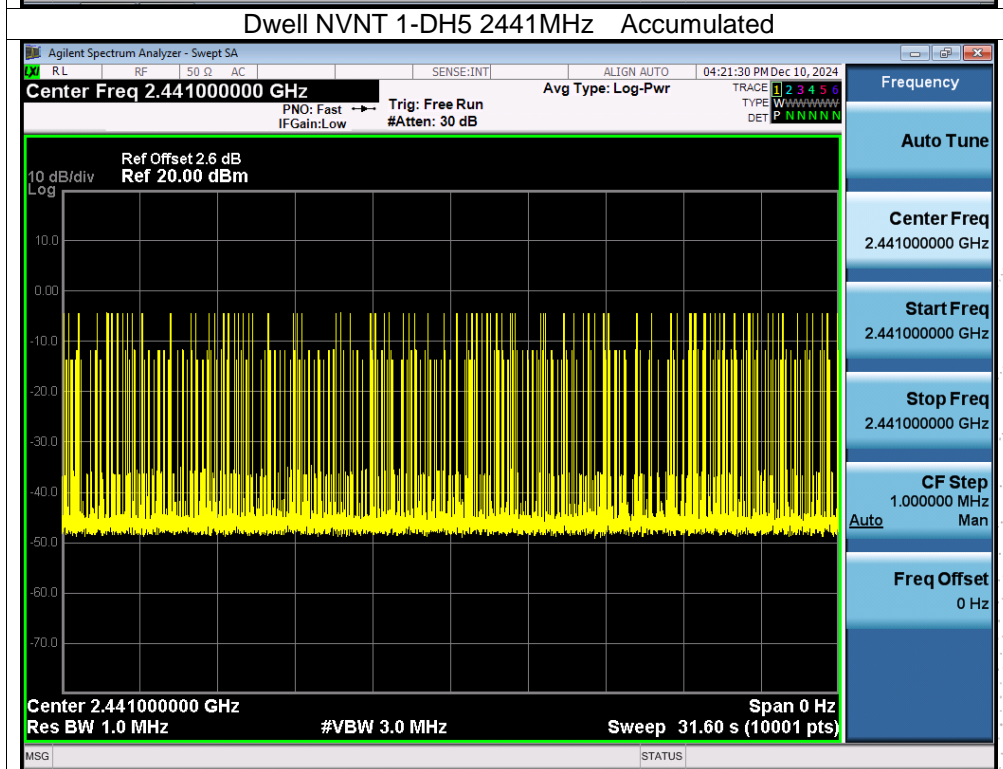 Dwell NVNT 1-DH5 2441MHz Accumulated
Agilent Spectrum Analyzer - Swept SA
LXI RL RF 50 Ω AC SENSE:INT ALIGN AUTO 04:21:30 PM Dec 10, 2024
Center Freq 2.441000000 GHz
PNO: Fast
IFGain:Low
Trig: Free Run
#Atten: 30 dB
Avg Type: Log-Pwr
TRACE 1 2 3 4 5 6
TYPE WWWWWWW
DET P N N N N N
Frequency
Ref Offset 2.6 dB
10 dB/div Ref 20.00 dBm
Log
10.0
0.00
-10.0
-20.0
-30.0
-40.0
-50.0
-60.0
-70.0
Center 2.441000000 GHz
Span 0 Hz
Res BW 1.0 MHz
#VBW 3.0 MHz
Sweep 31.60 s (10001 pts)
Auto Tune
Center Freq
2.441000000 GHz
Start Freq
2.441000000 GHz
Stop Freq
2.441000000 GHz
CF Step
1.000000 MHz
Auto Man
Freq Offset
0 Hz
MSG STATUS